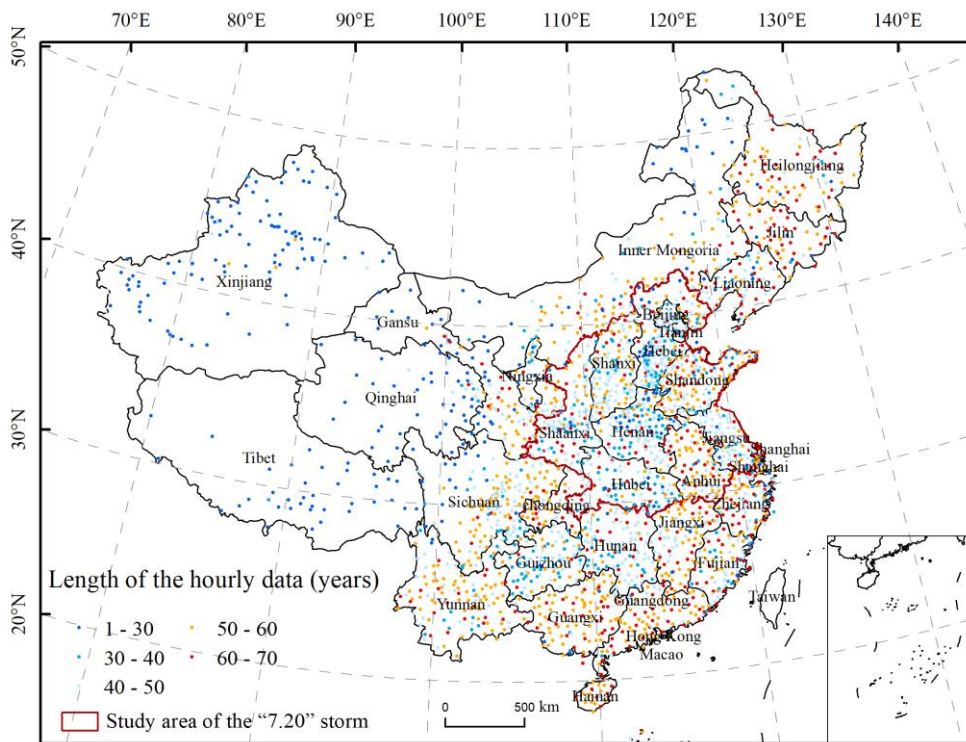 70°E 80°E 90°E 100°E 110°E 120°E 130°E 140°E
50°N
40°N
30°N
20°N
Heilongjiang
Jilin
Inner Mongoria
Liaoning
Xinjiang
Beijing
Gansu
Tianjin
Hebei
Ningxia
Shanxi
Shandong
Qinghai
Shaanxi
Henan
Jiangsu
Shanghai
Shanghai
Tibet
Hubei
Anhui
Sichuan
Chongqing
Zhejiang
Jiangxi
Hunan
Guizhou
Fujian
Taiwan
Yunnan
Guangxi
Guangdong
Hong Kong
Macao
Hainan
Length of the hourly data (years)
1 - 30 50 - 60
30 - 40 60 - 70
40 - 50
Study area of the “7.20” storm
0 500 km